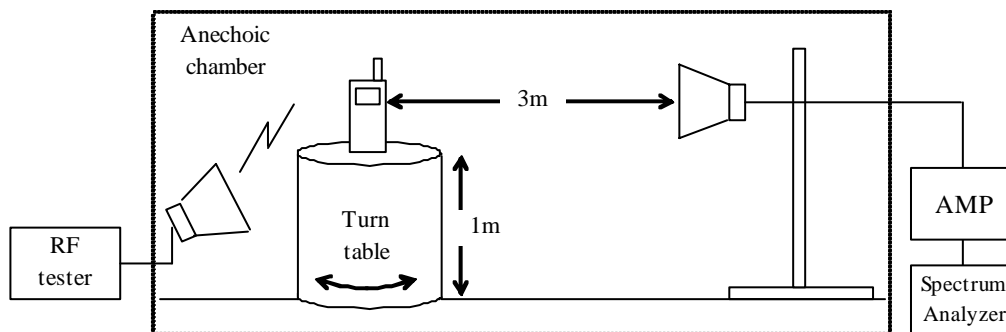 Anechoic
chamber
3m
1m
Turn
table
RF
tester
AMP
Spectrum
Analyzer